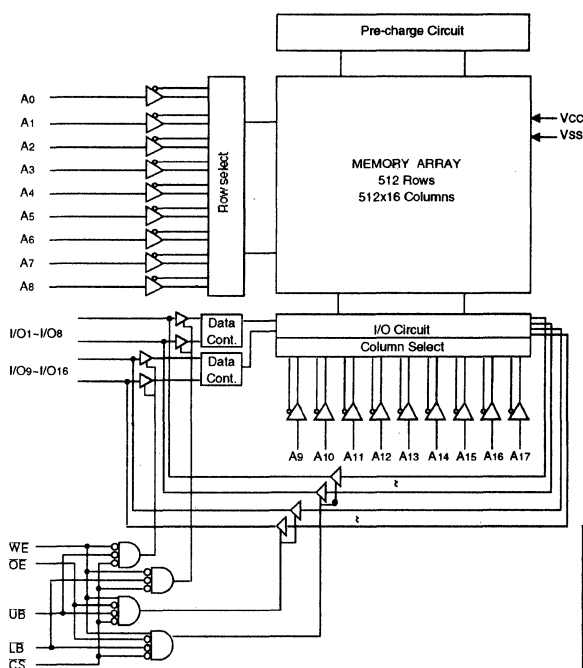 Pre-charge Circuit
A0
A1
A2
A3
A4
A5
A6
A7
A8
Row select
MEMORY ARRAY
512 Rows
512x16 Columns
Vcc
Vss
I/O1~I/O8
I/O9~I/O16
Data
Cont.
Data
Cont.
I/O Circuit
Column Select
A9 A10 A11 A12 A13 A14 A15 A16 A17
WE
OE
UB
LB
CS